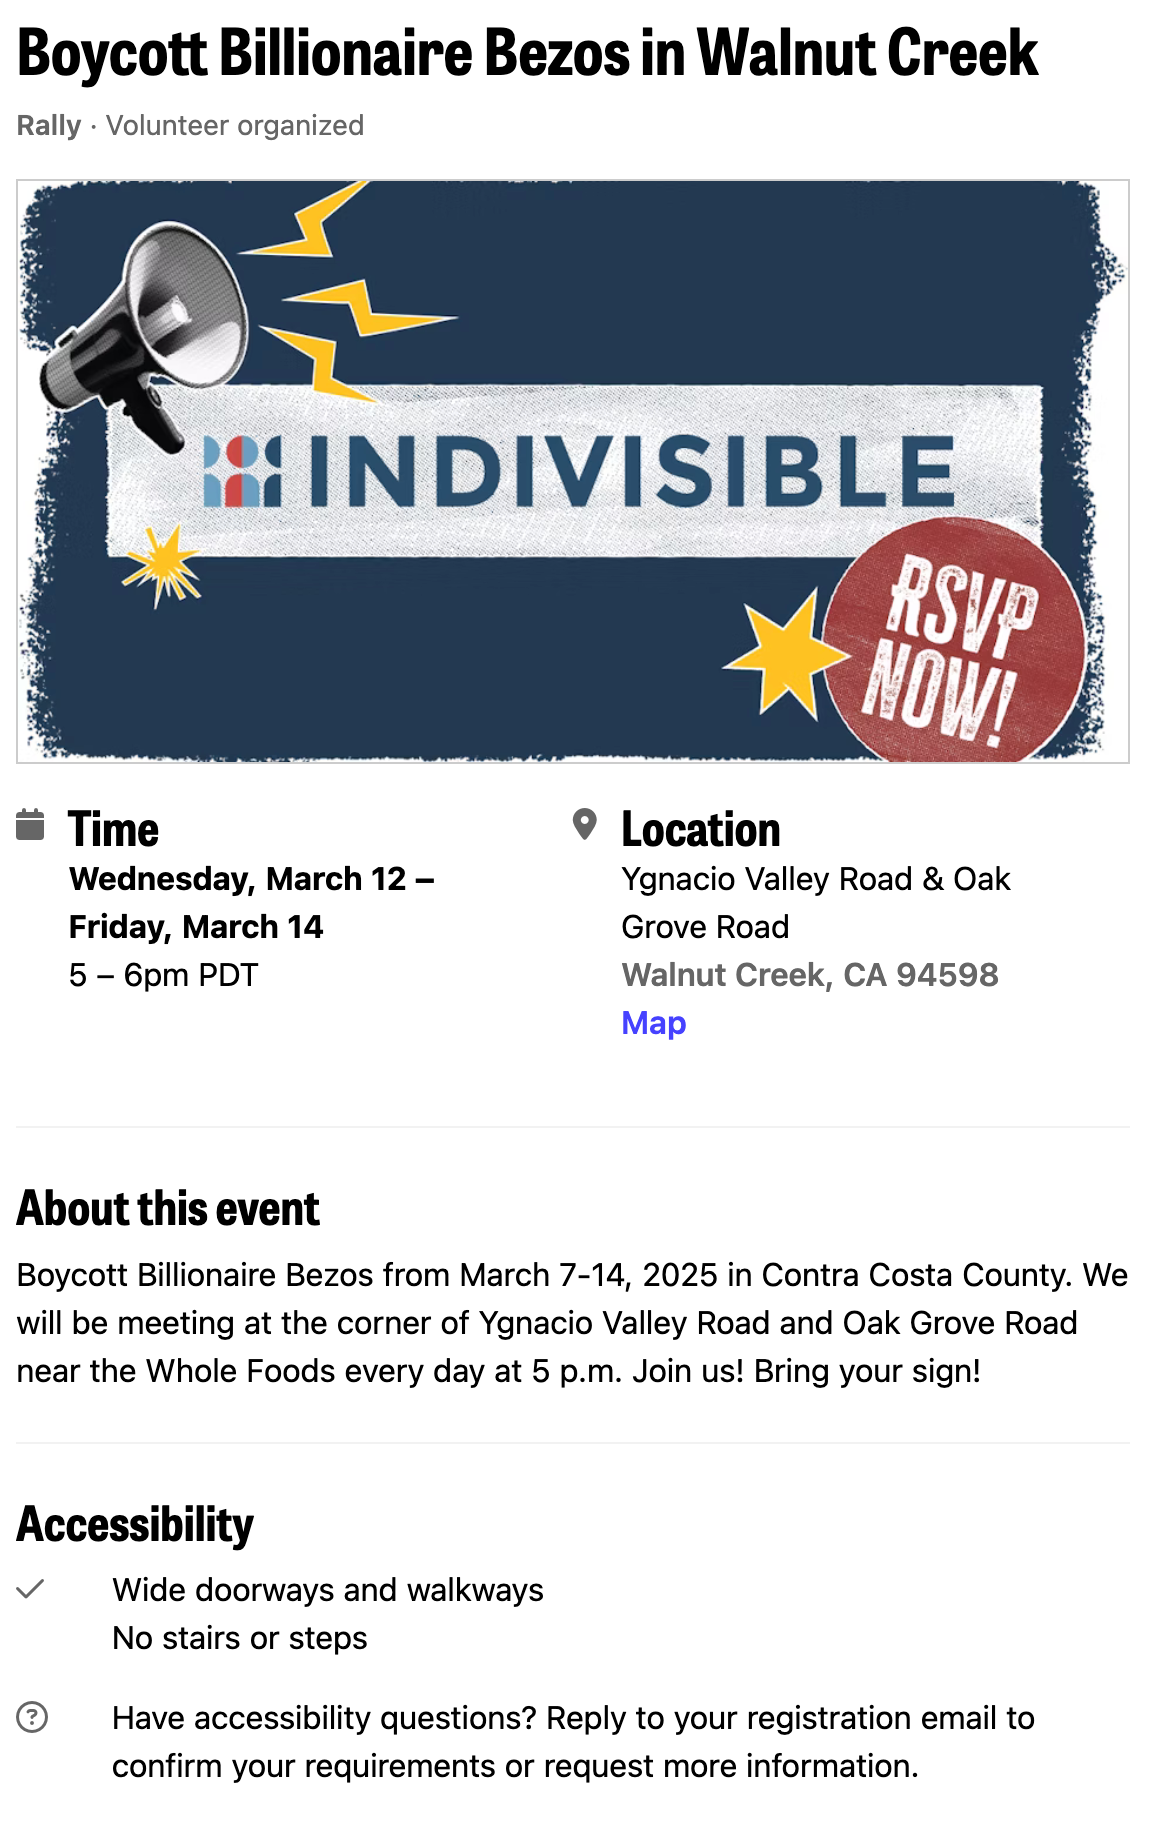 Boycott Billionaire Bezos in Walnut Creek
Rally · Volunteer organized
INDIVISIBLE
RSVP
NOW!
Time
Wednesday, March 12 –
Friday, March 14
5 – 6pm PDT
Location
Ygnacio Valley Road & Oak
Grove Road
Walnut Creek, CA 94598
Map
About this event
Boycott Billionaire Bezos from March 7-14, 2025 in Contra Costa County. We
will be meeting at the corner of Ygnacio Valley Road and Oak Grove Road
near the Whole Foods every day at 5 p.m. Join us! Bring your sign!
Accessibility
Wide doorways and walkways
No stairs or steps
Have accessibility questions? Reply to your registration email to
confirm your requirements or request more information.